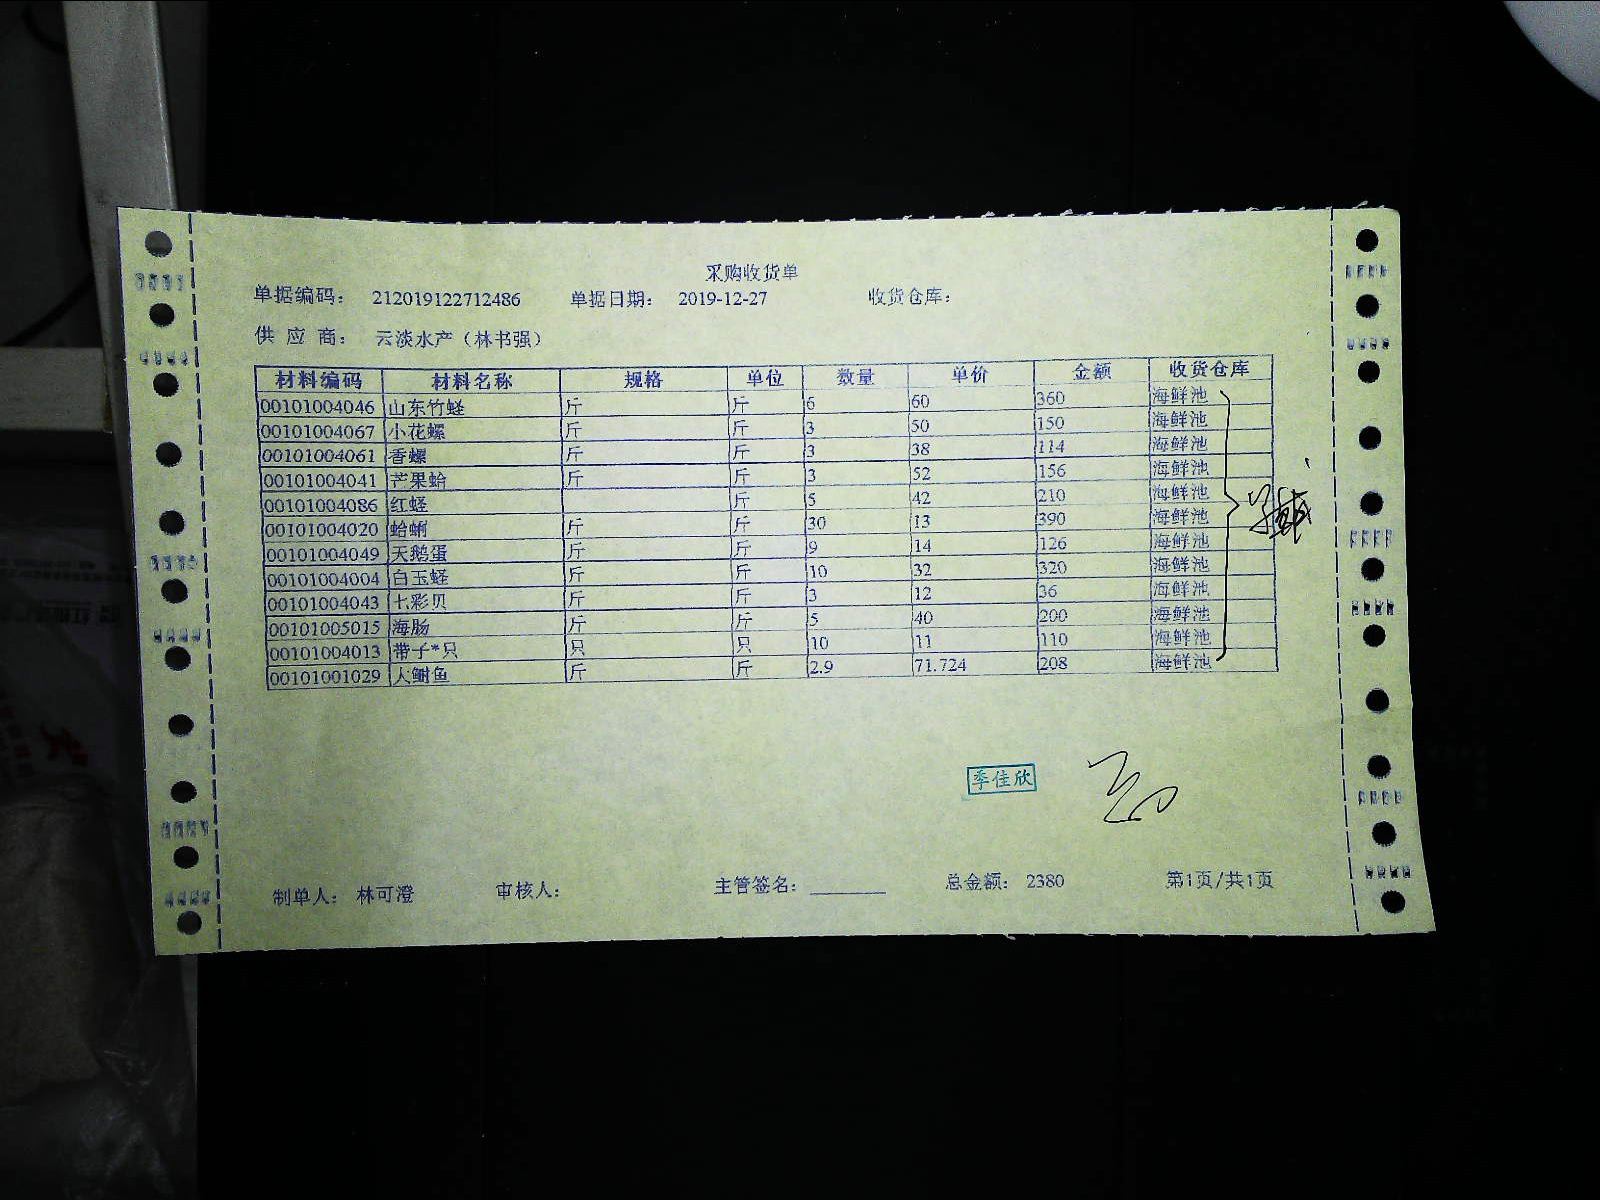 采购收货单
单据编码： 212019122712486 单据日期： 2019-12-27 收货仓库：
供 应 商： 云淡水产（林书强）
材料编码 材料名称 规格 单位 数量 单价 金额 收货仓库
00101004046 山东竹蛏 斤 斤 6 60 360 海鲜池
00101004067 小花螺 斤 斤 3 50 150 海鲜池
00101004061 香螺 斤 斤 3 38 114 海鲜池
00101004041 芒果蛤 斤 斤 3 52 156 海鲜池
00101004086 红蛏 斤 5 42 210 海鲜池
00101004020 蛤蜊 斤 斤 30 13 390 海鲜池
00101004049 天鹅蛋 斤 斤 9 14 126 海鲜池
00101004004 白玉蛏 斤 斤 10 32 320 海鲜池
00101004043 七彩贝 斤 斤 3 12 36 海鲜池
00101005015 海肠 斤 斤 5 40 200 海鲜池
00101004013 带子*只 只 只 10 11 110 海鲜池
00101001029 大鲥鱼 斤 斤 2.9 71.724 208 海鲜池
季佳欣
制单人： 林可澄 审核人： 主管签名： 总金额： 2380 第1页/共1页